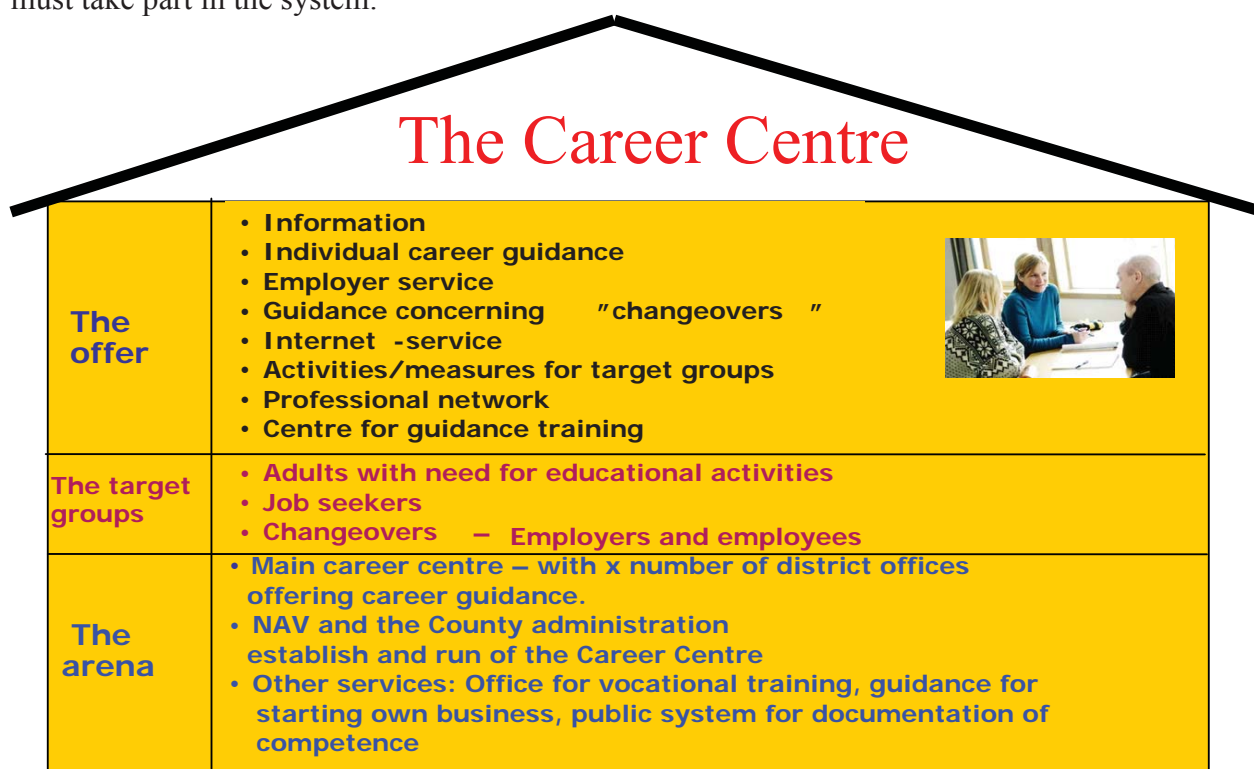 must take part in the system.
The Career Centre
The
offer
• Information
• Individual career guidance
• Employer service
• Guidance concerning "changeovers "
• Internet -service
• Activities/measures for target groups
• Professional network
• Centre for guidance training
The target
groups
• Adults with need for educational activities
• Job seekers
• Changeovers – Employers and employees
The
arena
• Main career centre – with x number of district offices
offering career guidance.
• NAV and the County administration
establish and run of the Career Centre
• Other services: Office for vocational training, guidance for
starting own business, public system for documentation of
competence